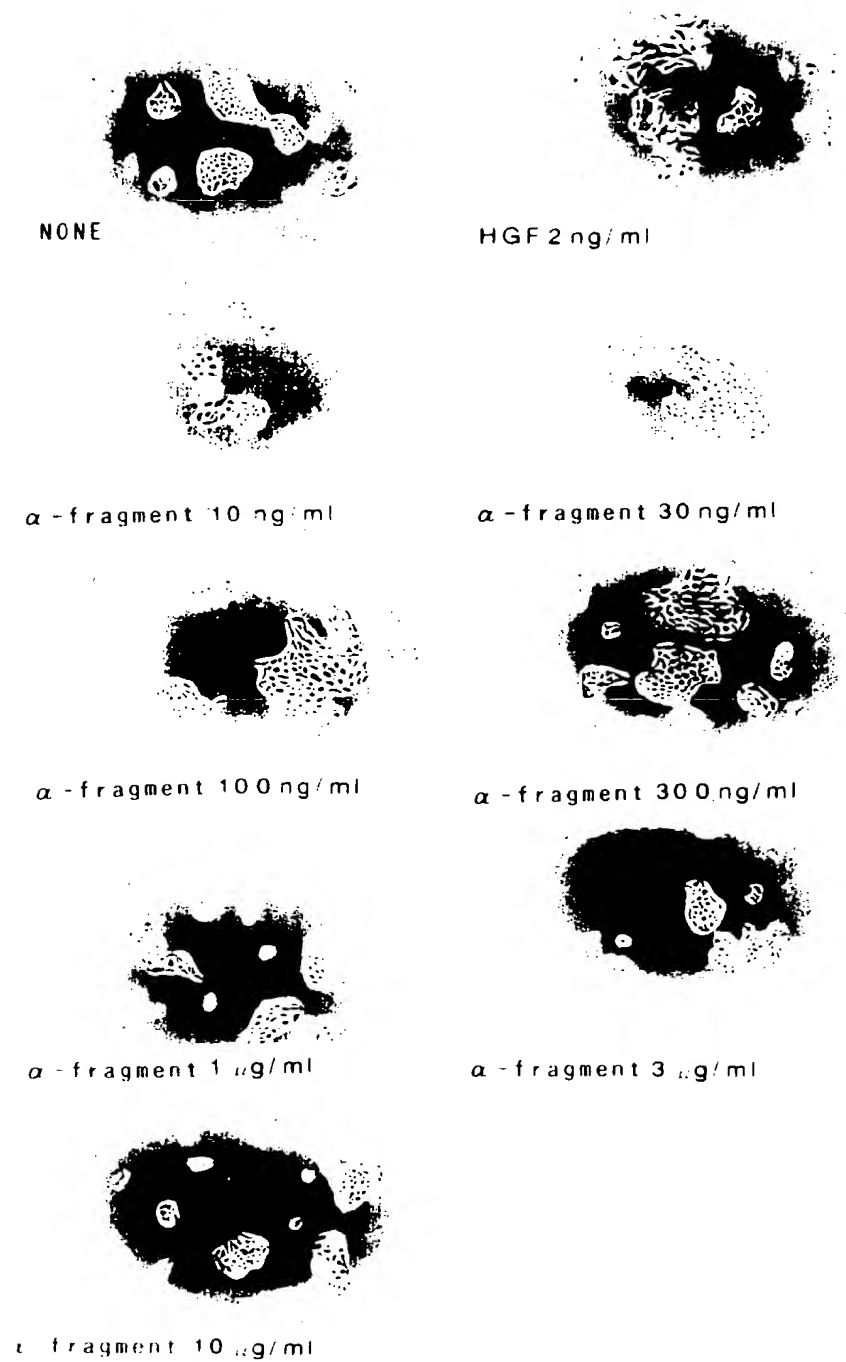 NONE
HGF 2 ng/ml
α-fragment 10 ng/ml
α-fragment 30 ng/ml
α-fragment 100 ng/ml
α-fragment 300 ng/ml
α-fragment 1 μg/ml
α-fragment 3 μg/ml
fragment 10 μg/ml